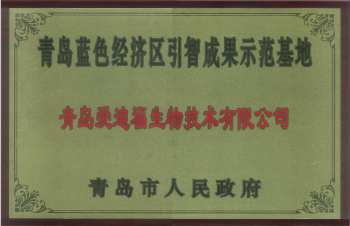 青岛蓝色经济区引智成果示范基地
青岛爱迪福生物技术有限公司
青岛市人民政府